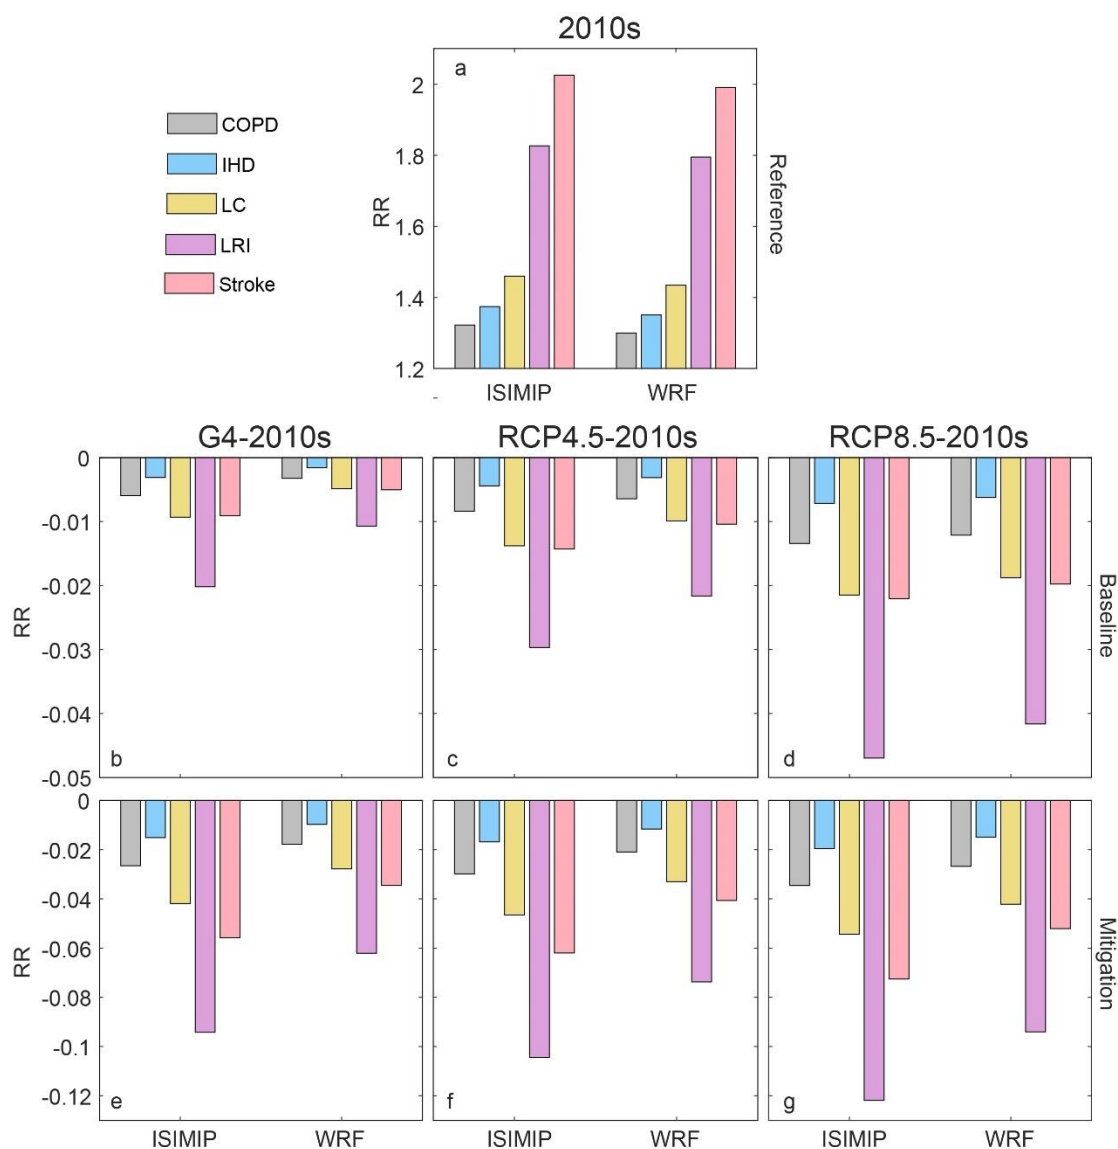 2010s
a
COPD
IHD
LC
LRI
Stroke
RR
2
1.8
1.6
1.4
1.2
Reference
ISIMIP WRF
G4-2010s RCP4.5-2010s RCP8.5-2010s
RR
0
-0.01
-0.02
-0.03
-0.04
-0.05
b c d
Baseline
RR
0
-0.02
-0.04
-0.06
-0.08
-0.1
-0.12
e f g
Mitigation
ISIMIP WRF ISIMIP WRF ISIMIP WRF